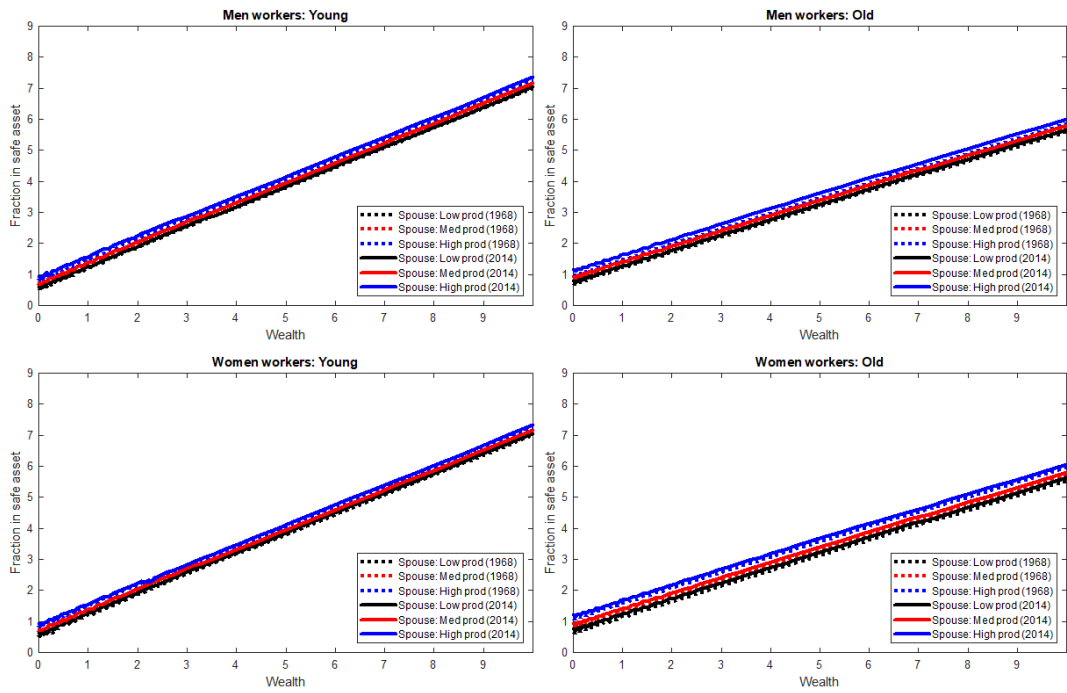 Men workers: Young
9
8
7
6
5
4
3
2
1
0
Fraction in safe asset
Spouse: Low prod (1968)
Spouse: Med prod (1968)
Spouse: High prod (1968)
Spouse: Low prod (2014)
Spouse: Med prod (2014)
Spouse: High prod (2014)
0 1 2 3 4 5 6 7 8 9
Wealth
Men workers: Old
9
8
7
6
5
4
3
2
1
0
Fraction in safe asset
Spouse: Low prod (1968)
Spouse: Med prod (1968)
Spouse: High prod (1968)
Spouse: Low prod (2014)
Spouse: Med prod (2014)
Spouse: High prod (2014)
0 1 2 3 4 5 6 7 8 9
Wealth
Women workers: Young
9
8
7
6
5
4
3
2
1
0
Fraction in safe asset
Spouse: Low prod (1968)
Spouse: Med prod (1968)
Spouse: High prod (1968)
Spouse: Low prod (2014)
Spouse: Med prod (2014)
Spouse: High prod (2014)
0 1 2 3 4 5 6 7 8 9
Wealth
Women workers: Old
9
8
7
6
5
4
3
2
1
0
Fraction in safe asset
Spouse: Low prod (1968)
Spouse: Med prod (1968)
Spouse: High prod (1968)
Spouse: Low prod (2014)
Spouse: Med prod (2014)
Spouse: High prod (2014)
0 1 2 3 4 5 6 7 8 9
Wealth